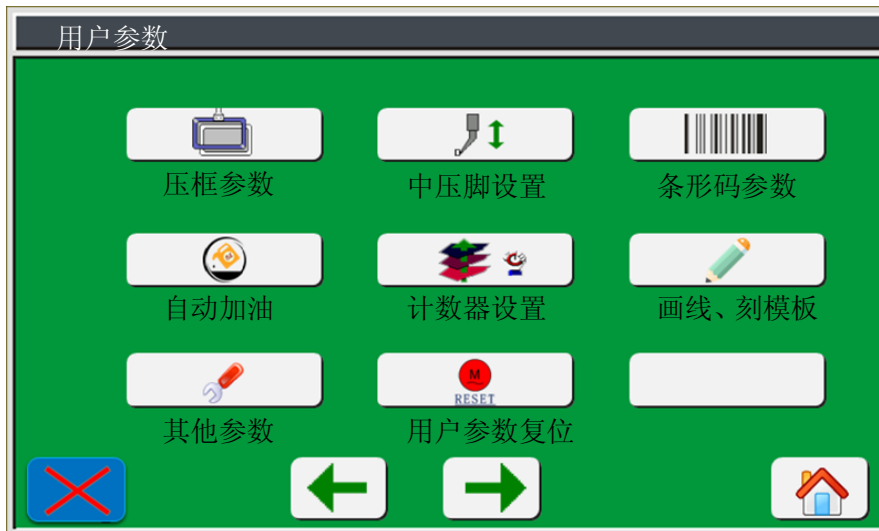 用户参数
压框参数
中压脚设置
条形码参数
自动加油
计数器设置
画线、刻模板
M
RESET
其他参数
用户参数复位